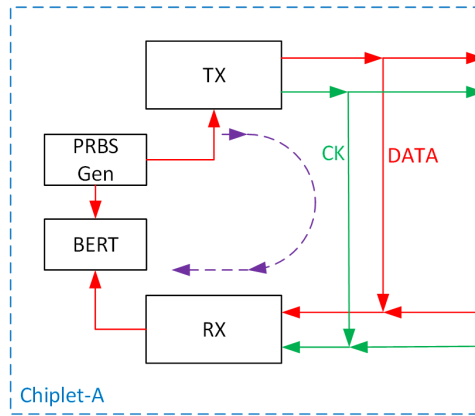 TX
PRBS
Gen
CK
DATA
BERT
RX
Chiplet-A